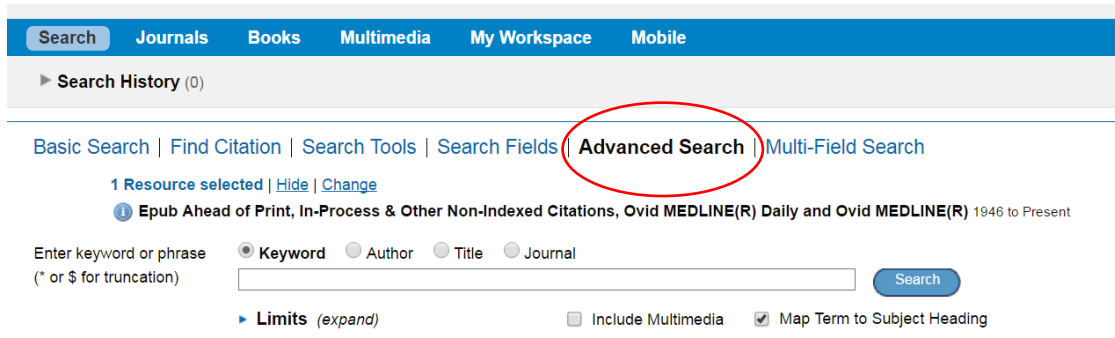 Search Journals Books Multimedia My Workspace Mobile
Search History (0)
Basic Search | Find Citation | Search Tools | Search Fields | Advanced Search | Multi-Field Search
1 Resource selected | Hide | Change
Epub Ahead of Print, In-Process & Other Non-Indexed Citations, Ovid MEDLINE(R) Daily and Ovid MEDLINE(R) 1946 to Present
Enter keyword or phrase Keyword Author Title Journal
(* or $ for truncation) Search
Limits (expand) Include Multimedia Map Term to Subject Heading